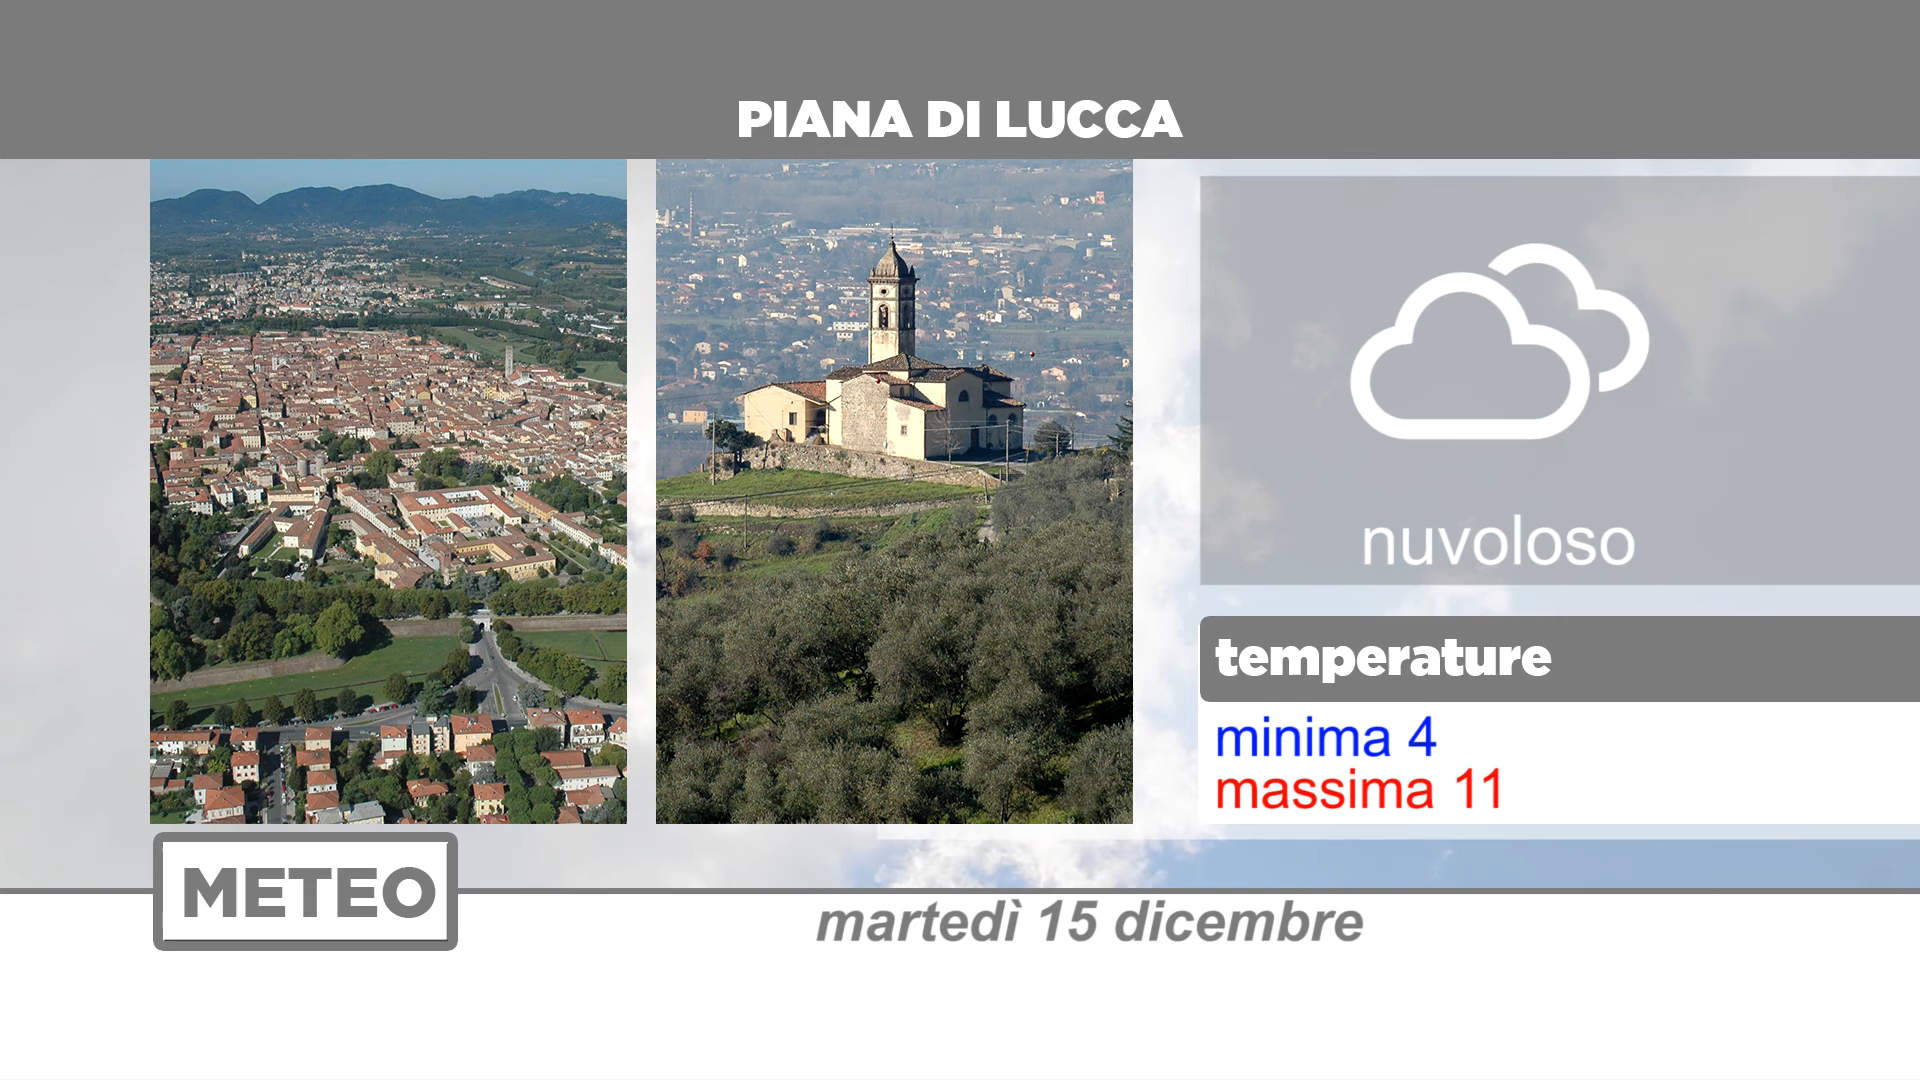 PIANA DI LUCCA
nuvoloso
temperature
minima 4
massima 11
METEO
martedì 15 dicembre